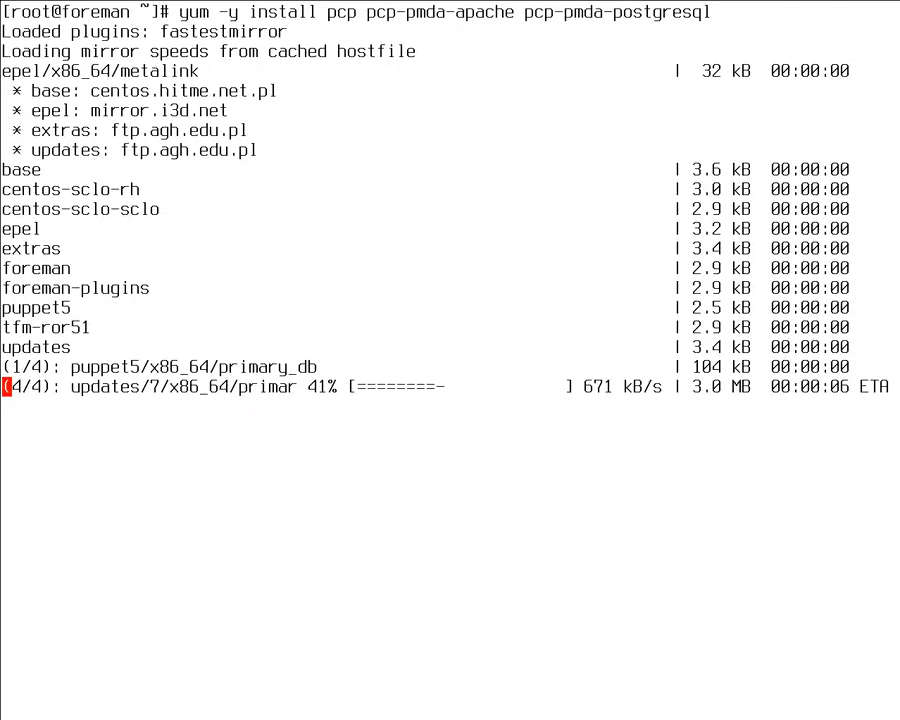 [root@foreman ~]# yum -y install pcp pcp-pmda-apache pcp-pmda-postgresql
Loaded plugins: fastestmirror
Loading mirror speeds from cached hostfile
epel/x86_64/metalink | 32 kB 00:00:00
* base: centos.hitme.net.pl
* epel: mirror.i3d.net
* extras: ftp.agh.edu.pl
* updates: ftp.agh.edu.pl
base | 3.6 kB 00:00:00
centos-sclo-rh | 3.0 kB 00:00:00
centos-sclo-sclo | 2.9 kB 00:00:00
epel | 3.2 kB 00:00:00
extras | 3.4 kB 00:00:00
foreman | 2.9 kB 00:00:00
foreman-plugins | 2.9 kB 00:00:00
puppet5 | 2.5 kB 00:00:00
tfm-ror51 | 2.9 kB 00:00:00
updates | 3.4 kB 00:00:00
(1/4): puppet5/x86_64/primary_db | 104 kB 00:00:00
(4/4): updates/7/x86_64/primar 41% [========- ] 671 kB/s | 3.0 MB 00:00:06 ETA